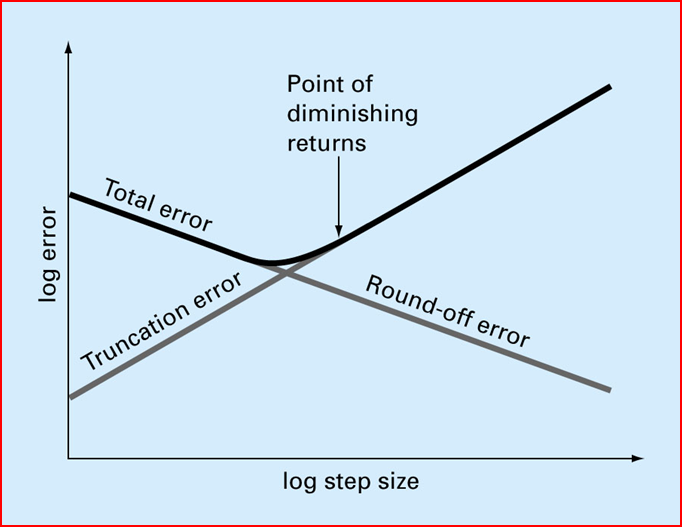 Point of
diminishing
returns
Total error
Truncation error
Round-off error
log error
log step size